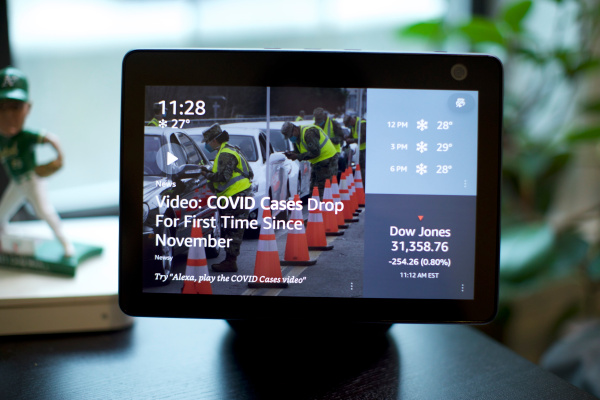 11:28
❄ 27°
News
Video: COVID Cases Drop
For First Time Since
November
Newsy
Try "Alexa, play the COVID Cases video"
12 PM ❄ 28°
3 PM ❄ 29°
6 PM ❄ 28°
Dow Jones
31,358.76
-254.26 (0.80%)
11:12 AM EST
A's